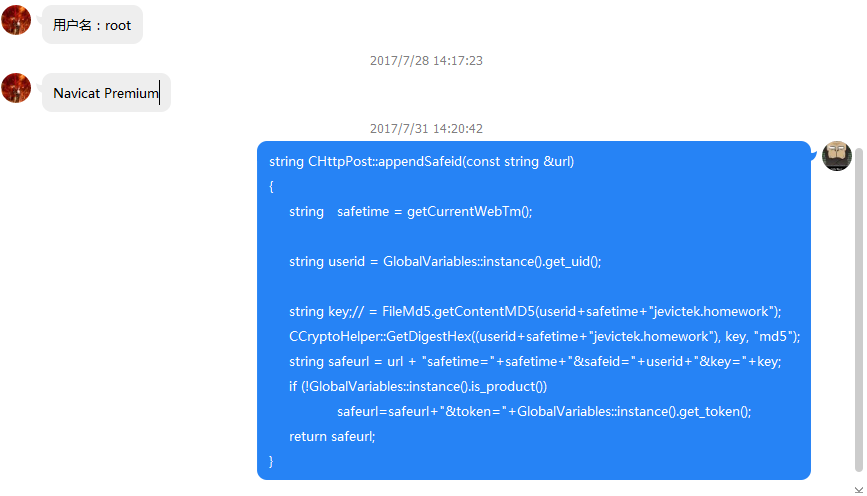 用户名：root
2017/7/28 14:17:23
Navicat Premium
2017/7/31 14:20:42
string CHttpPost::appendSafeid(const string &url)
{
string   safetime = getCurrentWebTm();
string userid = GlobalVariables::instance().get_uid();
string key;// = FileMd5.getContentMD5(userid+safetime+"jevictek.homework");
CCryptoHelper::GetDigestHex((userid+safetime+"jevictek.homework"), key, "md5");
string safeurl = url + "safetime="+safetime+"&safeid="+userid+"&key="+key;
if (!GlobalVariables::instance().is_product())
safeurl=safeurl+"&token="+GlobalVariables::instance().get_token();
return safeurl;
}